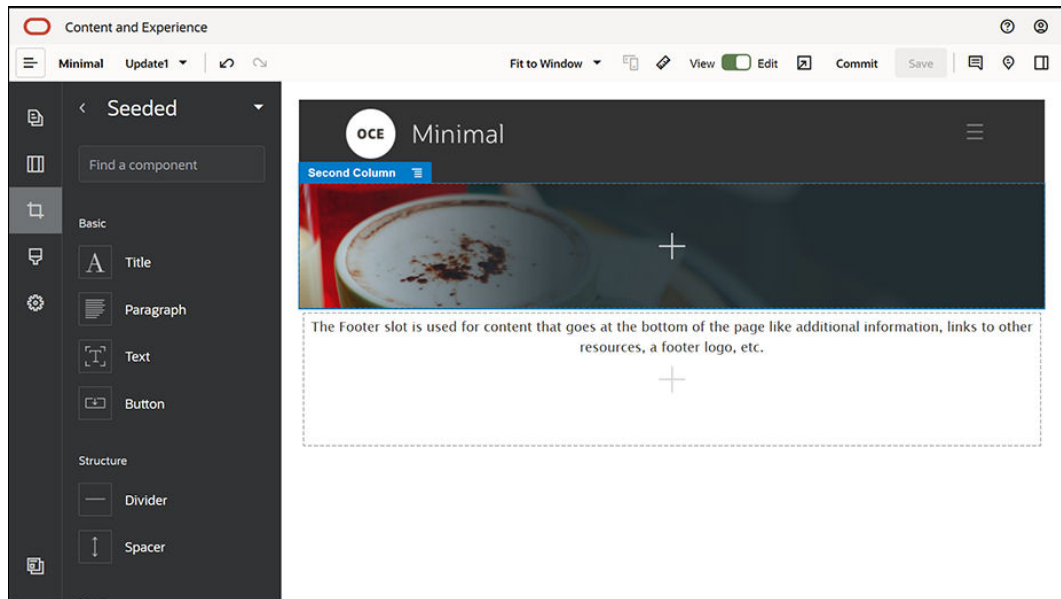 Content and Experience
Minimal Update1 Fit to Window View Edit Commit Save
Seeded
Find a component
Basic
Title
Paragraph
Text
Button
Structure
Divider
Spacer
OCE Minimal
Second Column
The Footer slot is used for content that goes at the bottom of the page like additional information, links to other
resources, a footer logo, etc.